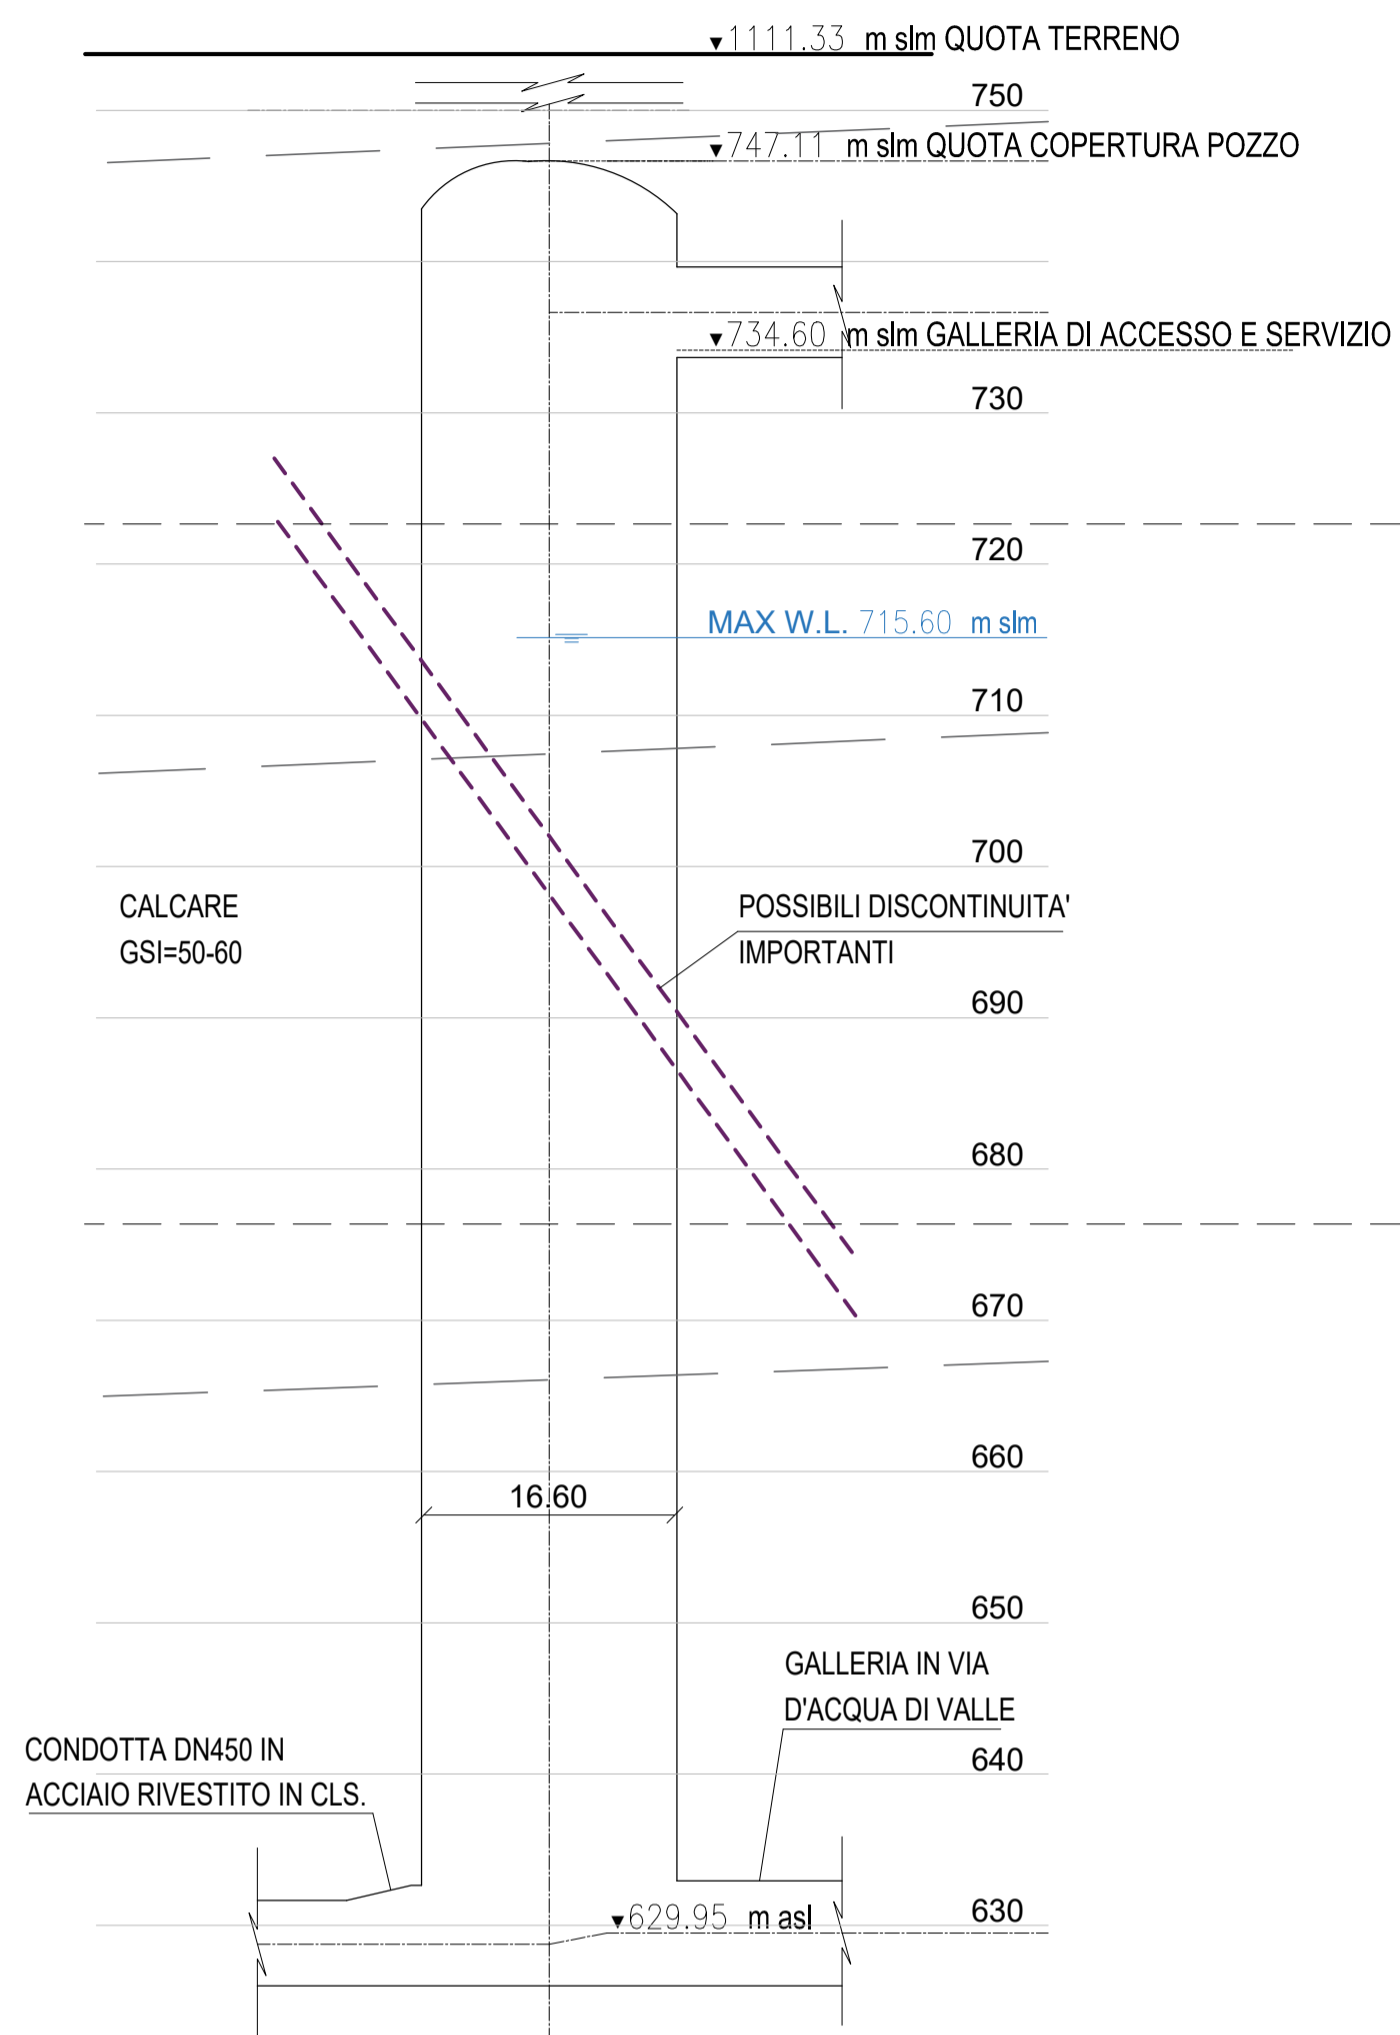 1111.33 m slm QUOTA TERRENO
750
747.11 m slm QUOTA COPERTURA POZZO
734.60 m slm GALLERIA DI ACCESSO E SERVIZIO
730
720
MAX W.L. 715.60 m slm
710
700
CALCARE
GSI=50-60
POSSIBILI DISCONTINUITA'
IMPORTANTI
690
680
670
660
16.60
650
GALLERIA IN VIA
D'ACQUA DI VALLE
CONDOTTA DN450 IN
ACCIAIO RIVESTITO IN CLS.
640
629.95 m asl
630